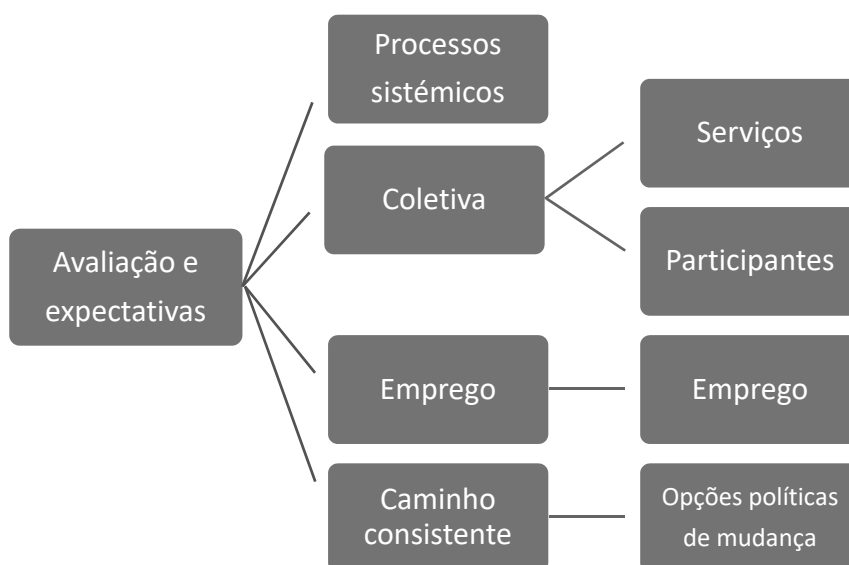 Processos
sistémicos
Serviços
Coletiva
Avaliação e
expectativas
Participantes
Emprego
Emprego
Caminho
consistente
Opções políticas
de mudança